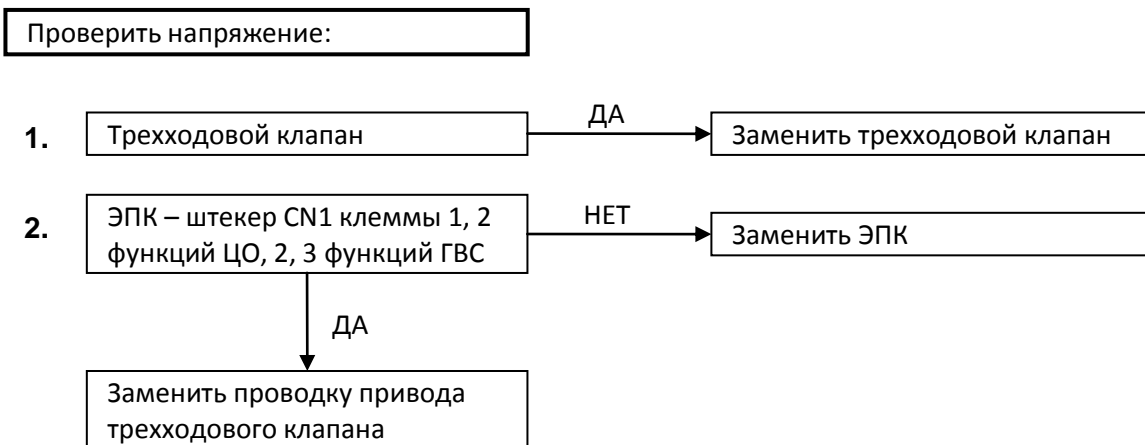 Проверить напряжение:
1.
Трехходовой клапан
ДА
Заменить трехходовой клапан
2.
ЭПК – штекер CN1 клеммы 1, 2
функций ЦО, 2, 3 функций ГВС
НЕТ
Заменить ЭПК
ДА
Заменить проводку привода
трехходового клапана